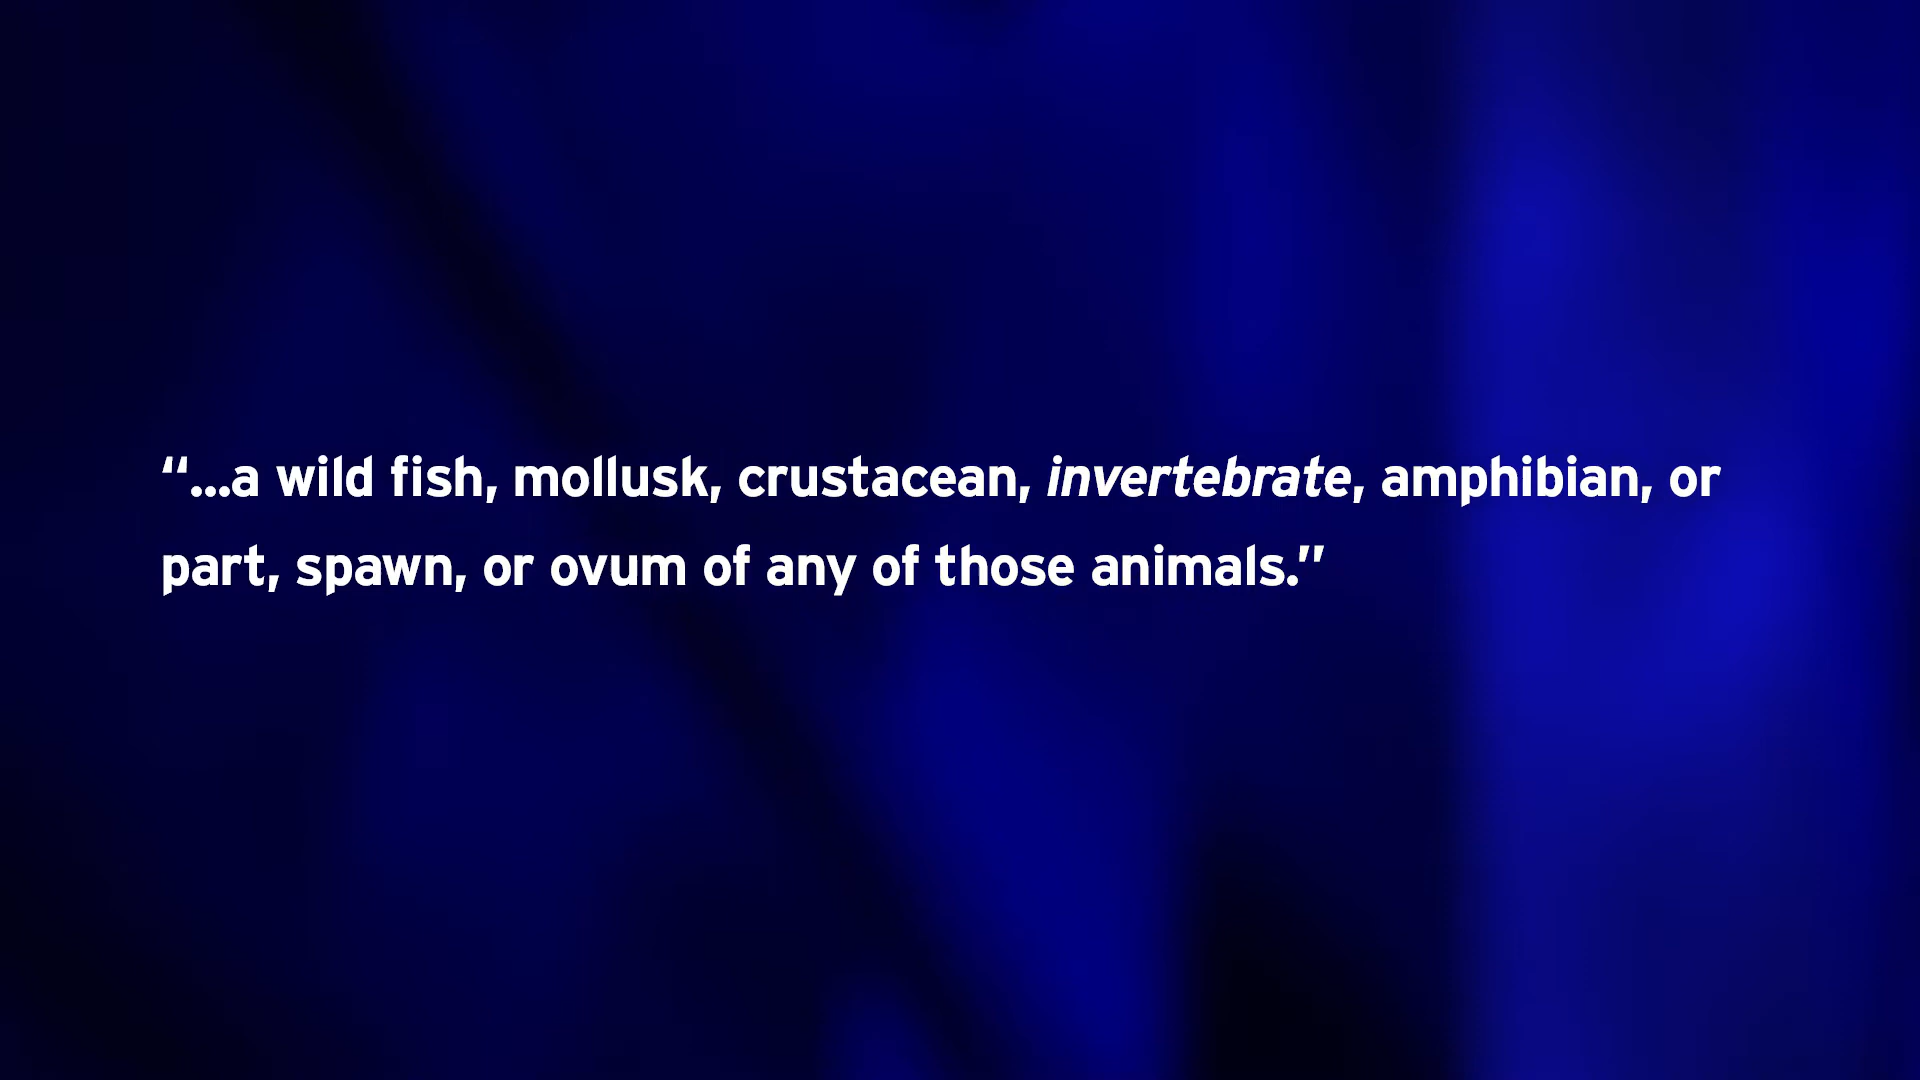 “...a wild fish, mollusk, crustacean, invertebrate, amphibian, or
part, spawn, or ovum of any of those animals.”